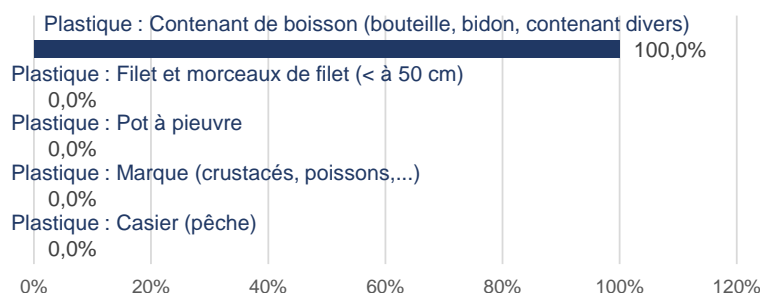 Plastique : Contenant de boisson (bouteille, bidon, contenant divers)
100,0%
Plastique : Filet et morceaux de filet (< à 50 cm)
0,0%
Plastique : Pot à pieuvre
0,0%
Plastique : Marque (crustacés, poissons,...)
0,0%
Plastique : Casier (pêche)
0,0%
0% 20% 40% 60% 80% 100% 120%